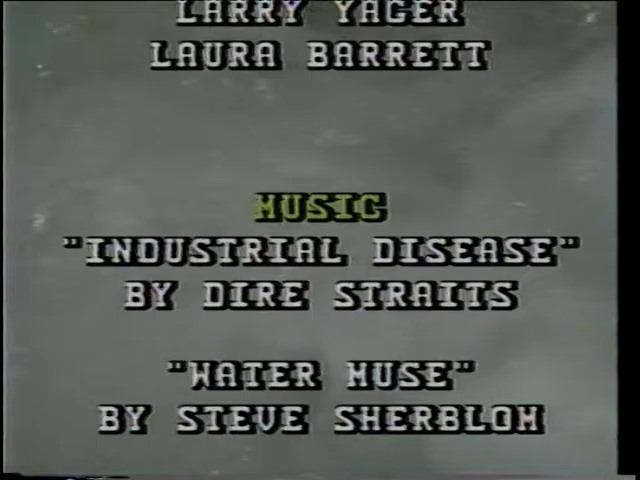 LARRY YAGER
LAURA BARRETT
MUSIC
"INDUSTRIAL DISEASE"
BY DIRE STRAITS
"WATER MUSE"
BY STEVE SHERBLOM